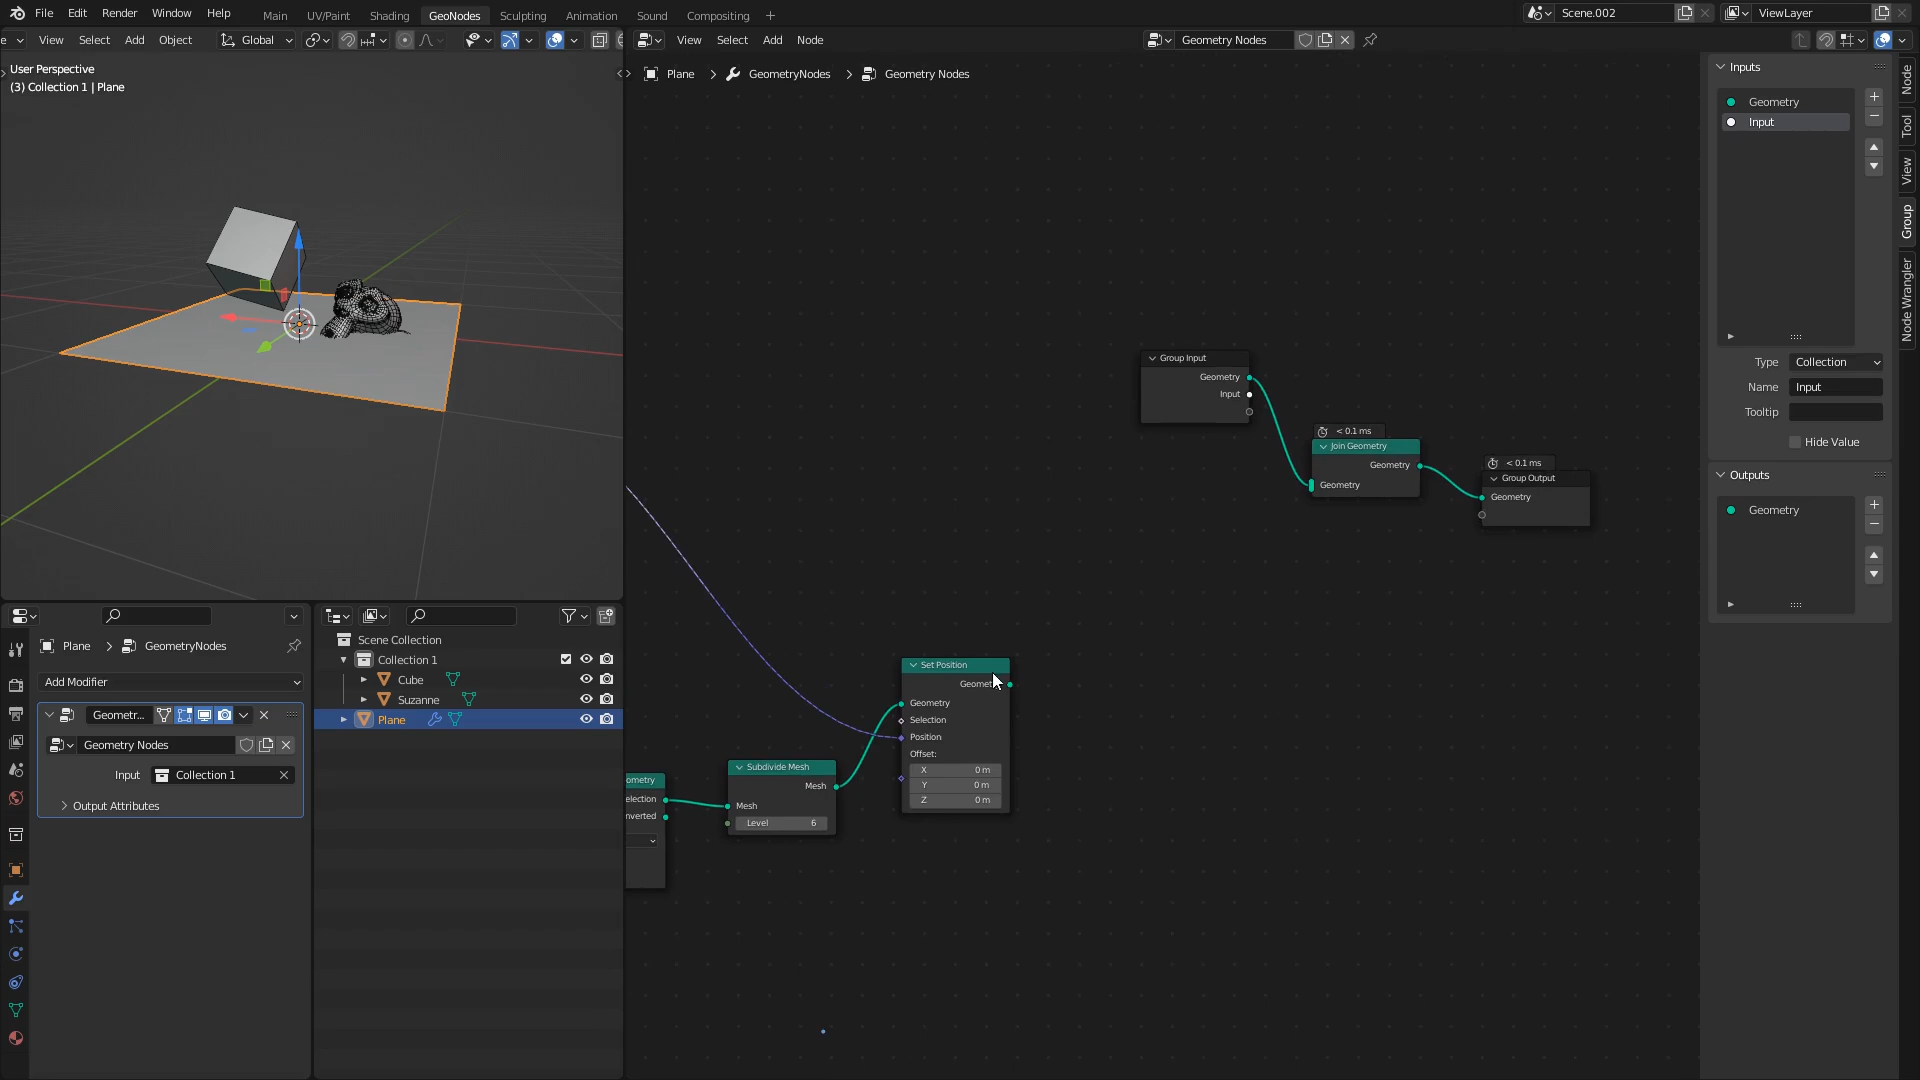 File Edit Render Window Help Main UV/Paint Shading GeoNodes Sculpting Animation Sound Compositing Scene.002 ViewLayer
View Select Add Object Global View Select Add Node Geometry Nodes
User Perspective
(3) Collection 1 | Plane
Plane GeometryNodes Geometry Nodes
Inputs
Geometry
Input
Type Collection
Name Input
Tooltip
Hide Value
Outputs
Geometry
Node
Tool
View
Group
Node Wrangler
Group Input
Geometry
Input
< 0.1 ms
Join Geometry
Geometry
Geometry
< 0.1 ms
Group Output
Geometry
Set Position
Geomet
Geometry
Selection
Position
Offset:
X 0 m
Y 0 m
Z 0 m
Subdivide Mesh
Mesh
Mesh
Level 6
ometry
election
nverted
Plane GeometryNodes
Add Modifier
Geometr...
Geometry Nodes
Input Collection 1
Output Attributes
Scene Collection
Collection 1
Cube
Suzanne
Plane